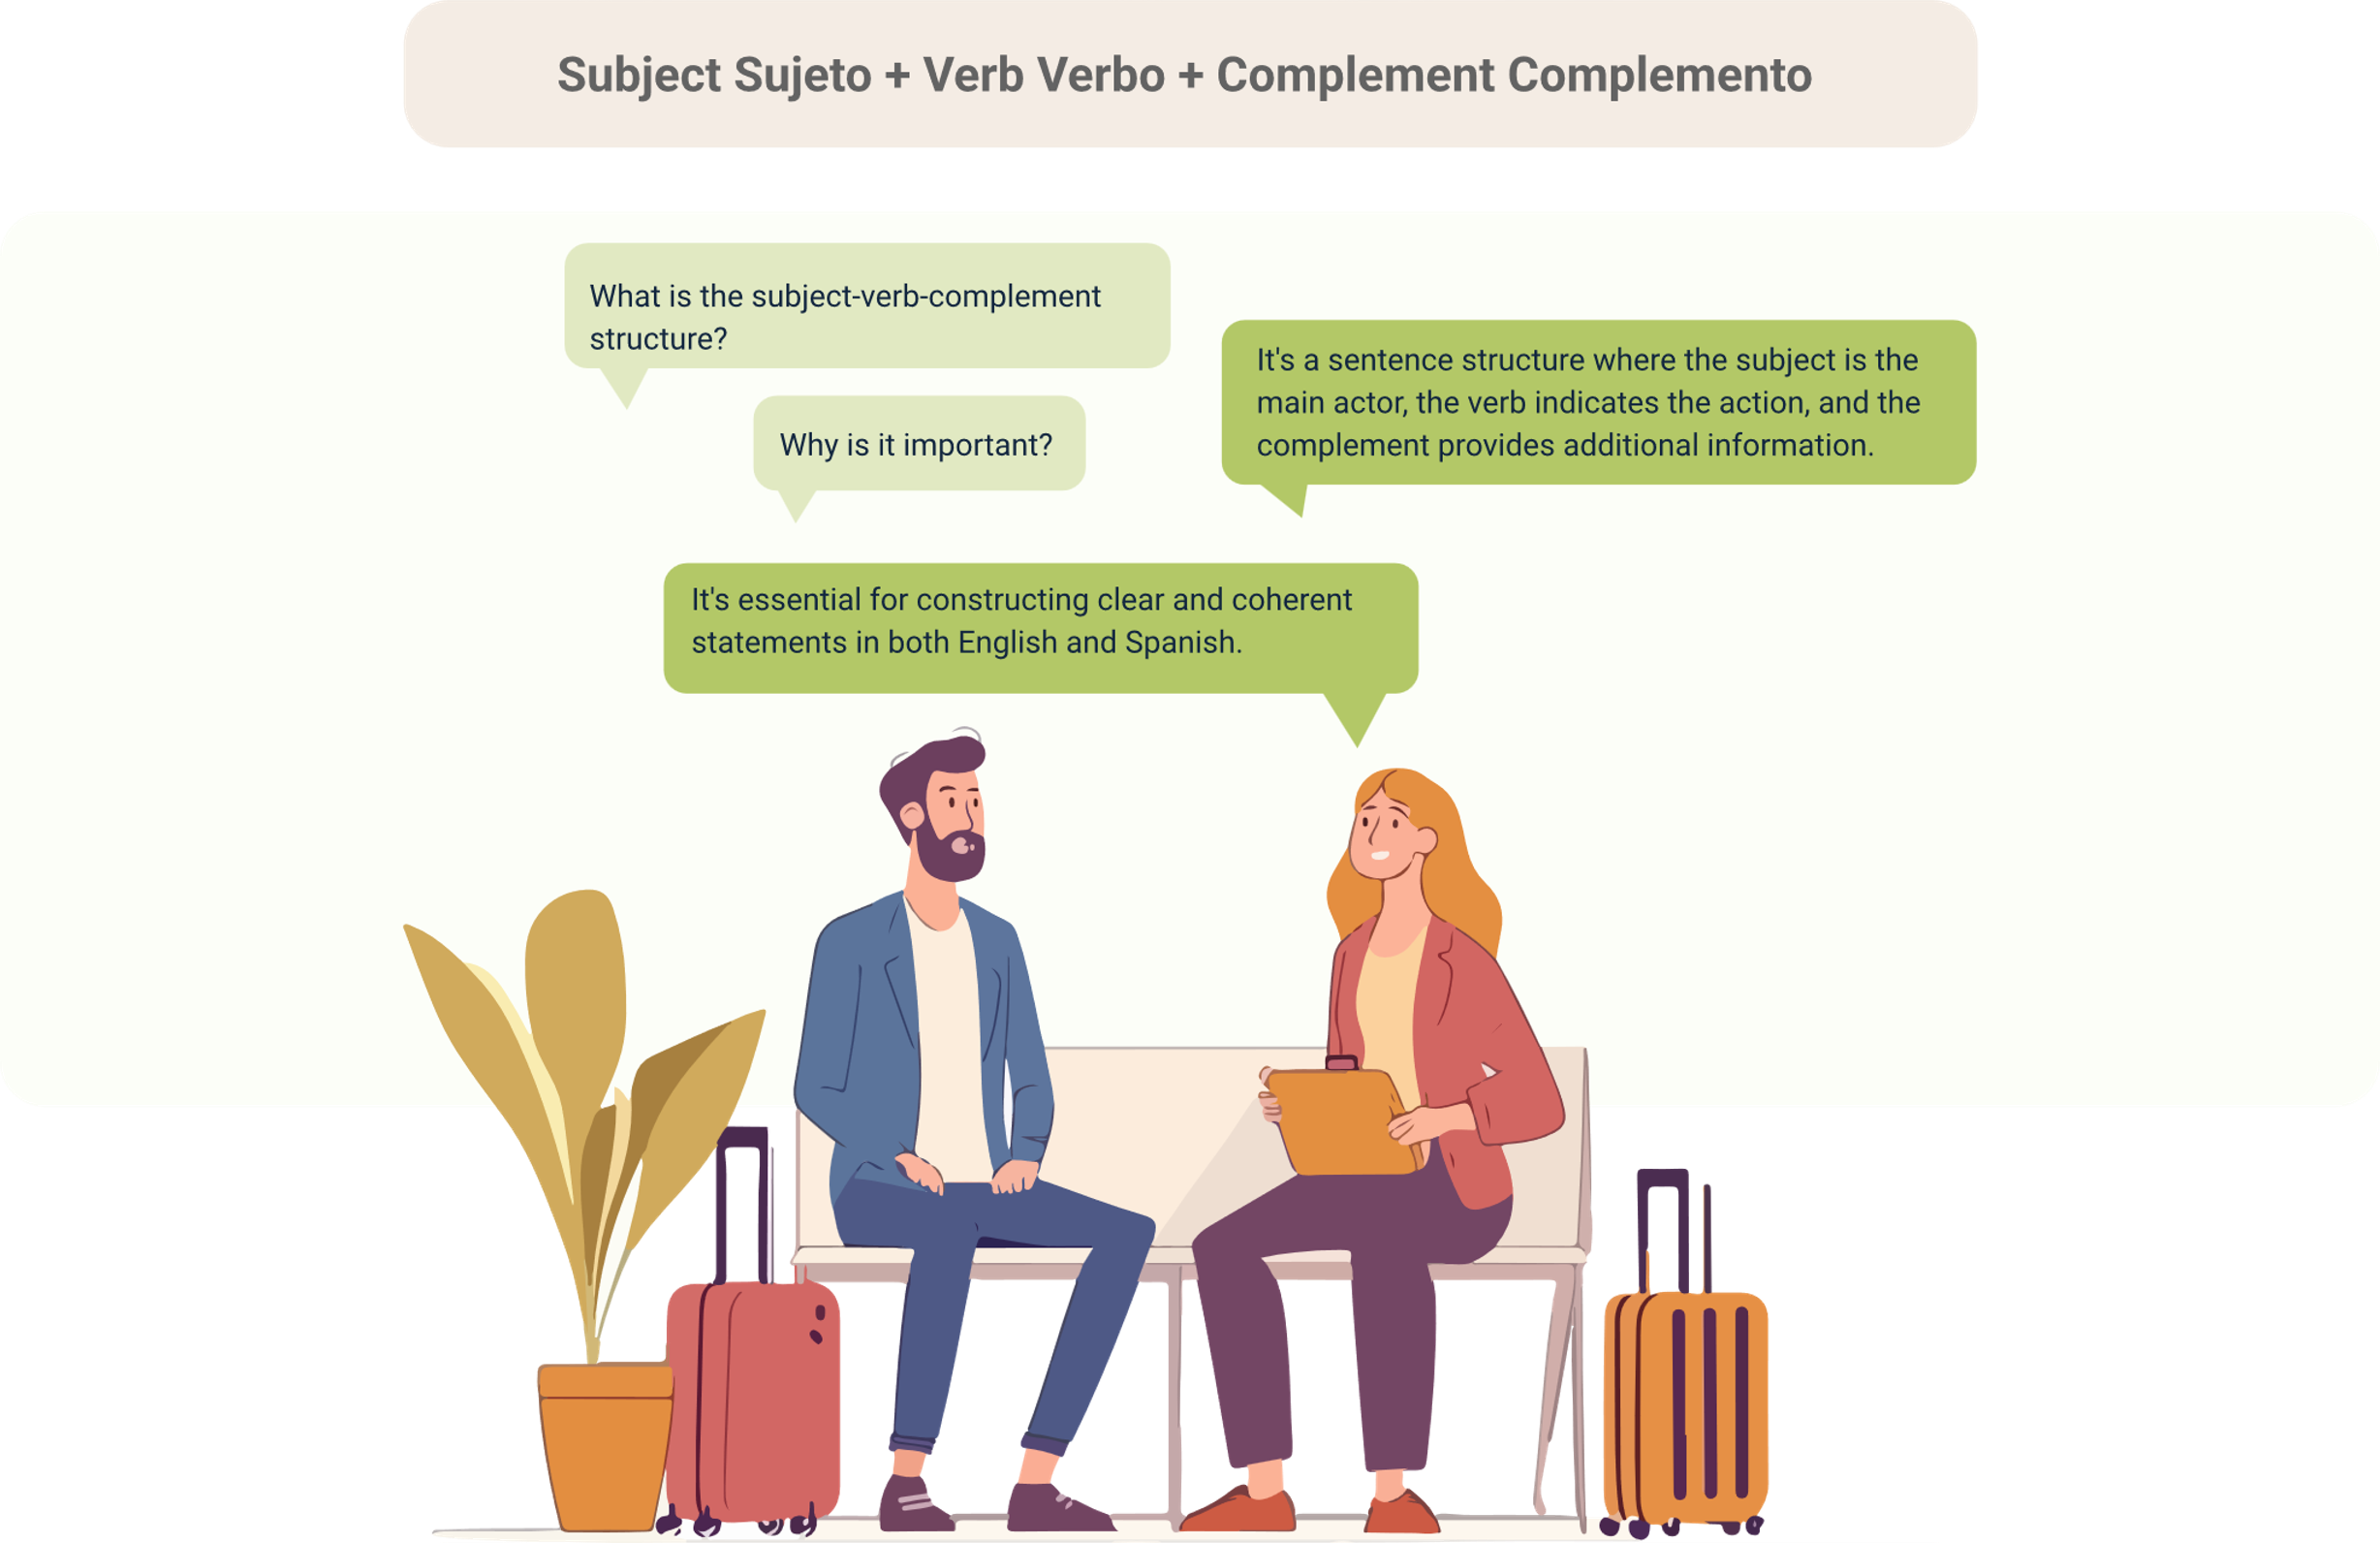 Subject Sujeto + Verb Verbo + Complement Complemento
What is the subject-verb-complement
structure?
It's a sentence structure where the subject is the
main actor, the verb indicates the action, and the
complement provides additional information.
Why is it important?
It's essential for constructing clear and coherent
statements in both English and Spanish.